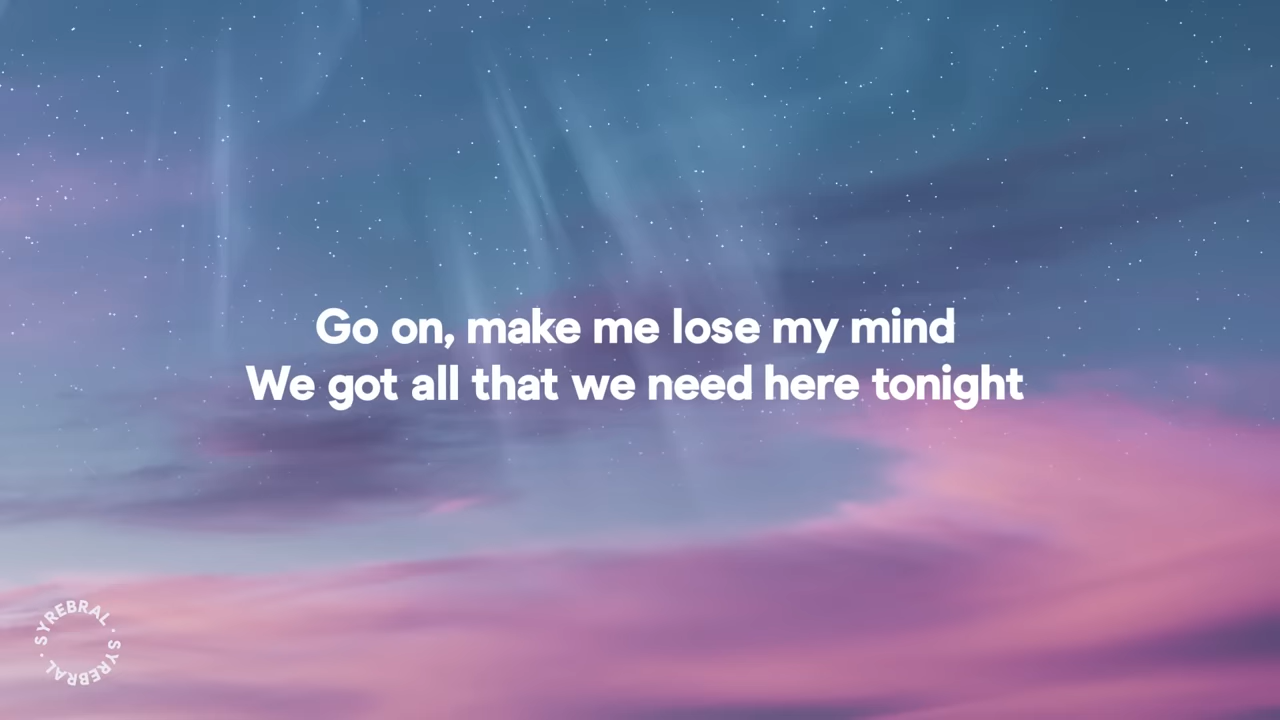 Go on, make me lose my mind
We got all that we need here tonight
SYREBRAL · SYREBRAL ·